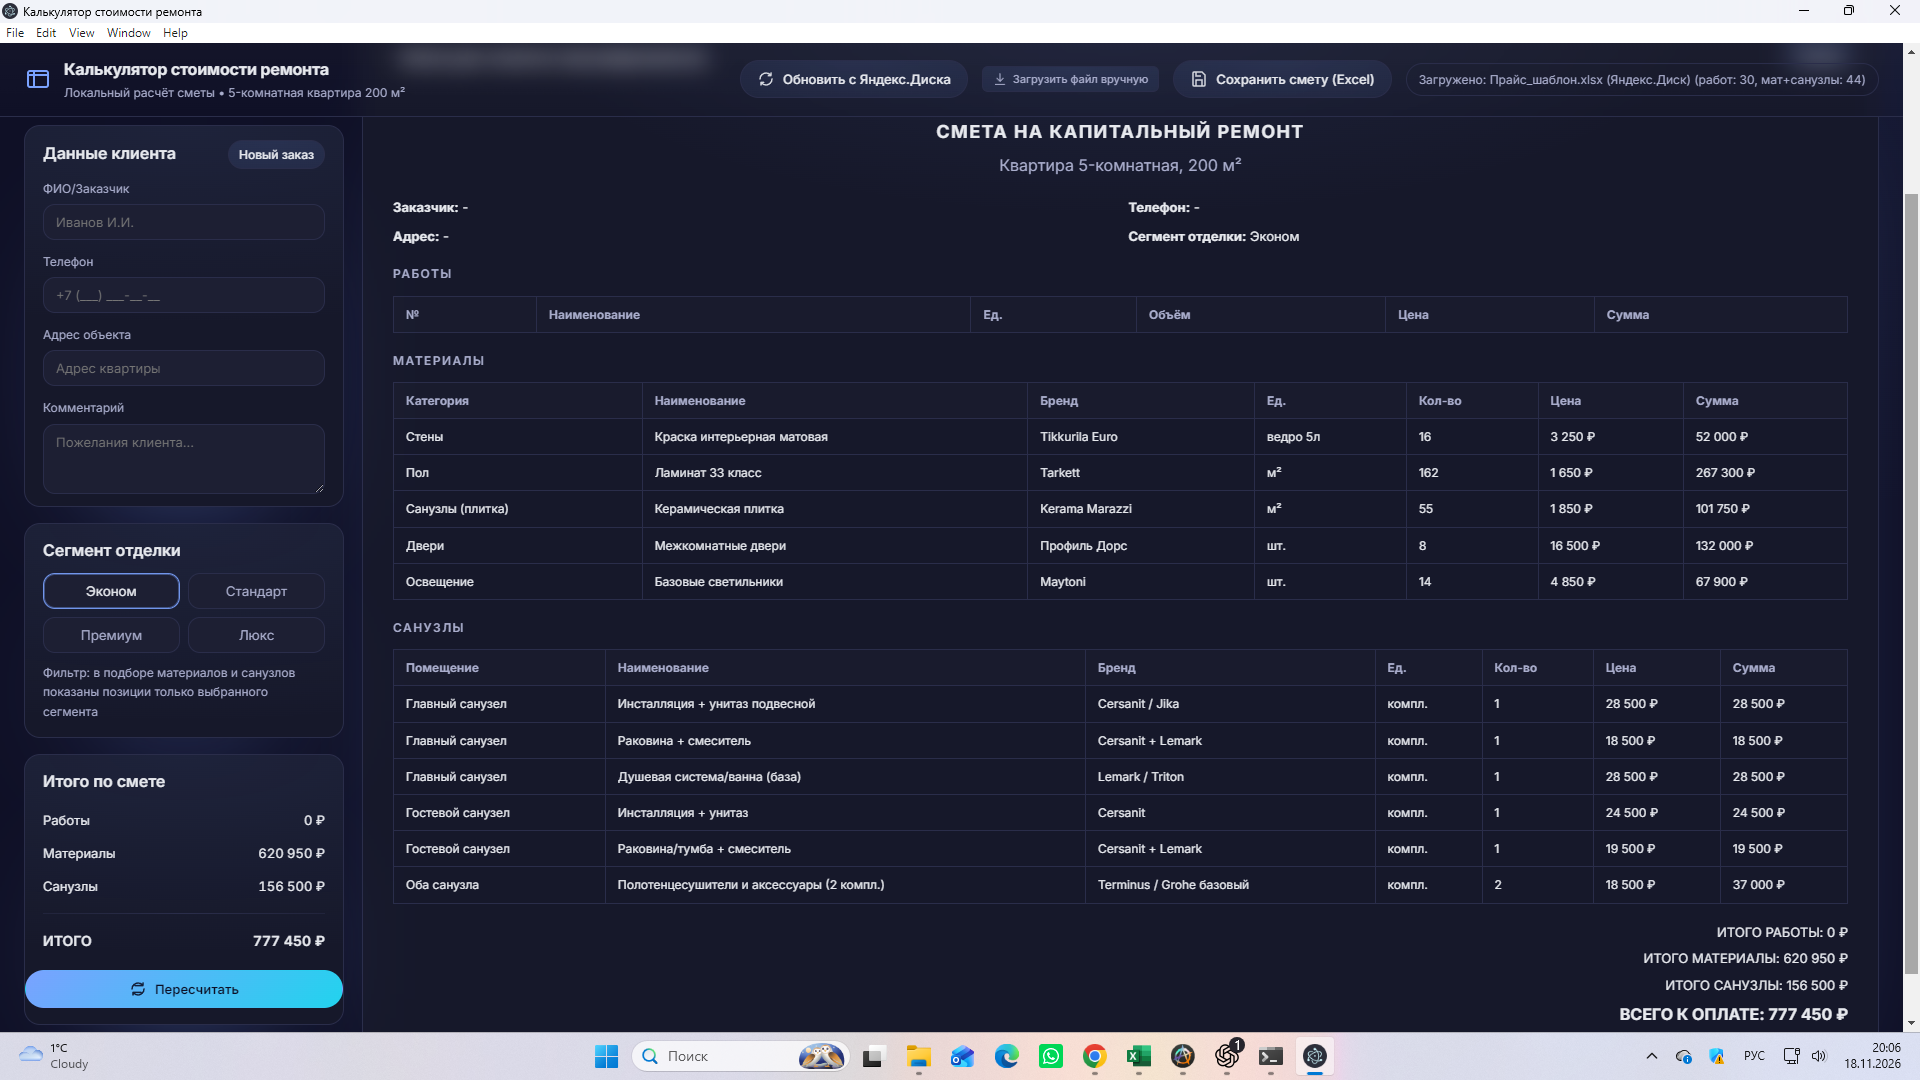 Калькулятор стоимости ремонта
File Edit View Window Help
Калькулятор стоимости ремонта
Локальный расчёт сметы • 5-комнатная квартира 200 м²
Обновить с Яндекс.Диска
Загрузить файл вручную
Сохранить смету (Excel)
Загружено: Прайс_шаблон.xlsx (Яндекс.Диск) (работ: 30, мат+санузлы: 44)
Данные клиента
Новый заказ
ФИО/Заказчик
Иванов И.И.
Телефон
+7 (___) ___-__-__
Адрес объекта
Адрес квартиры
Комментарий
Пожелания клиента...
Сегмент отделки
Эконом Стандарт
Премиум Люкс
Фильтр: в подборе материалов и санузлов
показаны позиции только выбранного
сегмента
Итого по смете
Работы 0 ₽
Материалы 620 950 ₽
Санузлы 156 500 ₽
ИТОГО 777 450 ₽
Пересчитать
СМЕТА НА КАПИТАЛЬНЫЙ РЕМОНТ
Квартира 5-комнатная, 200 м²
Заказчик: - Телефон: -
Адрес: - Сегмент отделки: Эконом
РАБОТЫ
№ Наименование Ед. Объём Цена Сумма
МАТЕРИАЛЫ
Категория Наименование Бренд Ед. Кол-во Цена Сумма
Стены Краска интерьерная матовая Tikkurila Euro ведро 5л 16 3 250 ₽ 52 000 ₽
Пол Ламинат 33 класс Tarkett м² 162 1 650 ₽ 267 300 ₽
Санузлы (плитка) Керамическая плитка Kerama Marazzi м² 55 1 850 ₽ 101 750 ₽
Двери Межкомнатные двери Профиль Дорс шт. 8 16 500 ₽ 132 000 ₽
Освещение Базовые светильники Maytoni шт. 14 4 850 ₽ 67 900 ₽
САНУЗЛЫ
Помещение Наименование Бренд Ед. Кол-во Цена Сумма
Главный санузел Инсталляция + унитаз подвесной Cersanit / Jika компл. 1 28 500 ₽ 28 500 ₽
Главный санузел Раковина + смеситель Cersanit + Lemark компл. 1 18 500 ₽ 18 500 ₽
Главный санузел Душевая система/ванна (база) Lemark / Triton компл. 1 28 500 ₽ 28 500 ₽
Гостевой санузел Инсталляция + унитаз Cersanit компл. 1 24 500 ₽ 24 500 ₽
Гостевой санузел Раковина/тумба + смеситель Cersanit + Lemark компл. 1 19 500 ₽ 19 500 ₽
Оба санузла Полотенцесушители и аксессуары (2 компл.) Terminus / Grohe базовый компл. 2 18 500 ₽ 37 000 ₽
ИТОГО РАБОТЫ: 0 ₽
ИТОГО МАТЕРИАЛЫ: 620 950 ₽
ИТОГО САНУЗЛЫ: 156 500 ₽
ВСЕГО К ОПЛАТЕ: 777 450 ₽
1°C
Cloudy
Поиск
1
РУС
20:06
18.11.2026